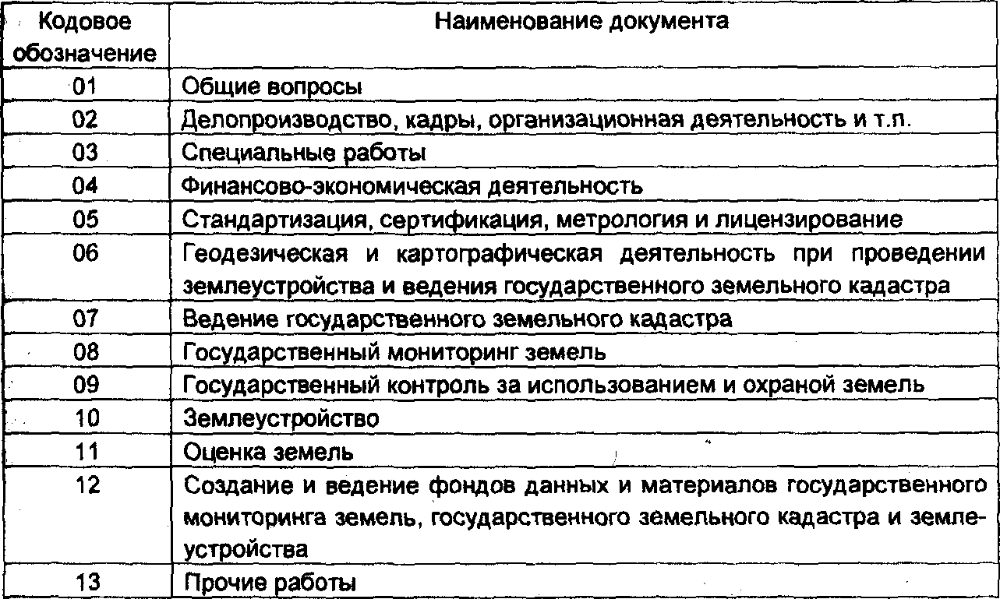 Кодовое обозначение Наименование документа
01 Общие вопросы
02 Делопроизводство, кадры, организационная деятельность и т.п.
03 Специальные работы
04 Финансово-экономическая деятельность
05 Стандартизация, сертификация, метрология и лицензирование
06 Геодезическая и картографическая деятельность при проведении
землеустройства и ведения государственного земельного кадастра
07 Ведение государственного земельного кадастра
08 Государственный мониторинг земель
09 Государственный контроль за использованием и охраной земель
10 Землеустройство
11 Оценка земель
12 Создание и ведение фондов данных и материалов государственного
мониторинга земель, государственного земельного кадастра и земле-
устройства
13 Прочие работы